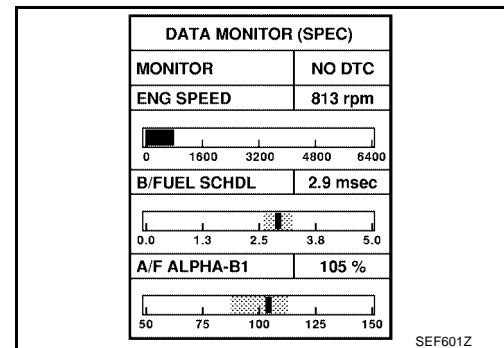 DATA MONITOR (SPEC)
MONITOR NO DTC
ENG SPEED 813 rpm
0 1600 3200 4800 6400
B/FUEL SCHDL 2.9 msec
0.0 1.3 2.5 3.8 5.0
A/F ALPHA-B1 105 %
50 75 100 125 150
SEF601Z